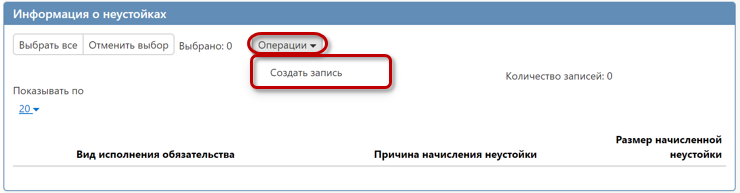 Информация о неустойках
Выбрать все Отменить выбор Выбрано: 0 Операции
Создать запись
Количество записей: 0
Показывать по
20
Вид исполнения обязательства Причина начисления неустойки Размер начисленной неустойки